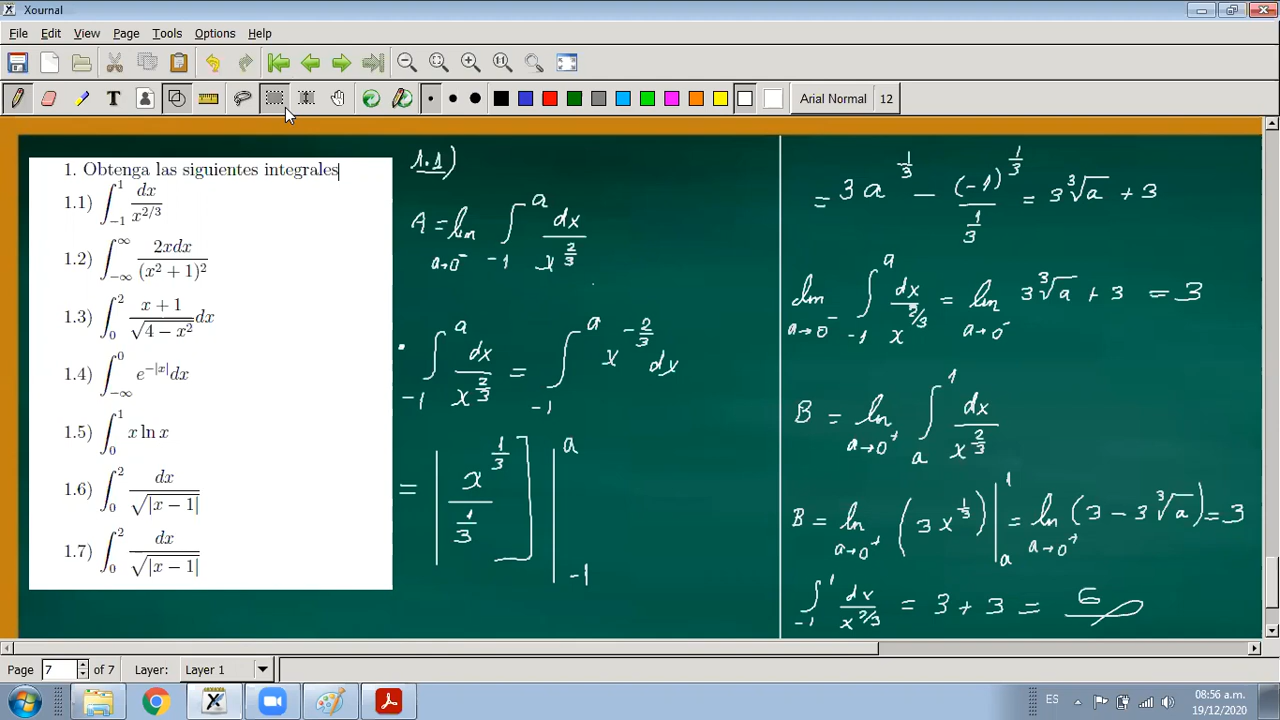 Xournal
File Edit View Page Tools Options Help
Arial Normal 12
1. Obtenga las siguientes integrales
1.1) ∫_{-1}^{1} dx / x^{2/3}
1.2) ∫_{-∞}^{∞} 2xdx / (x² + 1)²
1.3) ∫_{0}^{2} x + 1 / √(4 − x²) dx
1.4) ∫_{-∞}^{0} e^{-|x|}dx
1.5) ∫_{0}^{1} x ln x
1.6) ∫_{0}^{2} dx / √|x − 1|
1.7) ∫_{0}^{2} dx / √|x − 1|
1.1)
A = lim_{a→0⁻} ∫_{-1}^{a} dx / x^{2/3}
• ∫_{-1}^{a} dx / x^{2/3} = ∫_{-1}^{a} x^{-2/3} dx
= [x^{1/3} / (1/3)] |_{-1}^{a}
= 3a^{1/3} − (-1)^{1/3} / (1/3) = 3∛a + 3
lim_{a→0⁻} ∫_{-1}^{a} dx / x^{2/3} = lim_{a→0⁻} 3∛a + 3 = 3
B = lim_{a→0⁺} ∫_{a}^{1} dx / x^{2/3}
B = lim_{a→0⁺} (3x^{1/3}) |_{a}^{1} = lim_{a→0⁺} (3 − 3∛a) = 3
∫_{-1}^{1} dx / x^{2/3} = 3 + 3 = 6
Page 7 of 7 Layer: Layer 1
ES 08:56 a.m.
19/12/2020